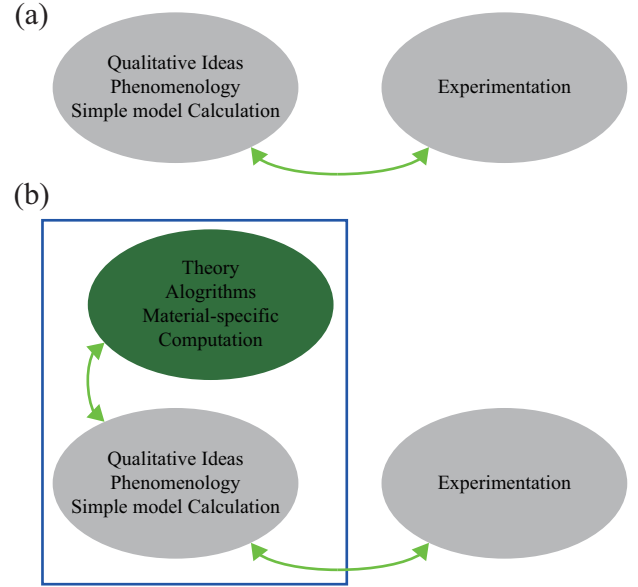 (a)
Qualitative Ideas
Phenomenology
Simple model Calculation
Experimentation
(b)
Theory
Alogrithms
Material-specific
Computation
Qualitative Ideas
Phenomenology
Simple model Calculation
Experimentation